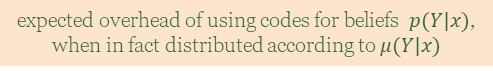 expected overhead of using codes for beliefs p(Y|x),
when in fact distributed according to μ(Y|x)